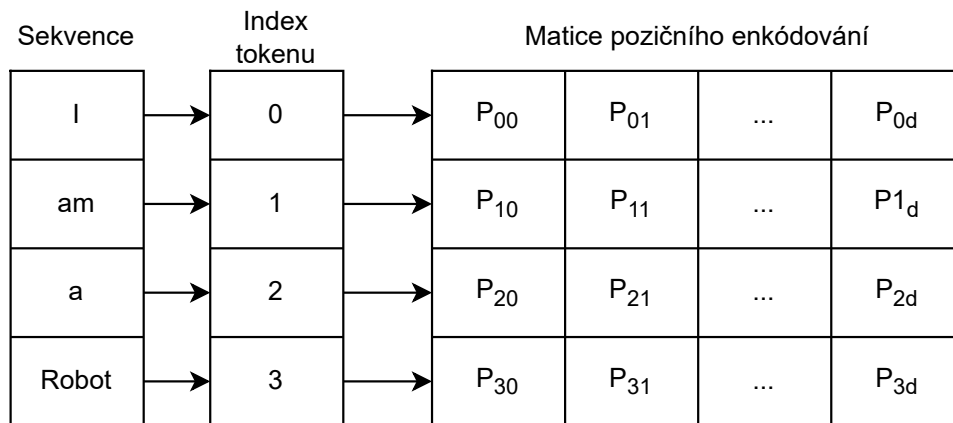 Sekvence
Index
tokenu
Matice pozičního enkódování
I 0 P₀₀ P₀₁ ... P₀d
am 1 P₁₀ P₁₁ ... P1d
a 2 P₂₀ P₂₁ ... P₂d
Robot 3 P₃₀ P₃₁ ... P₃d